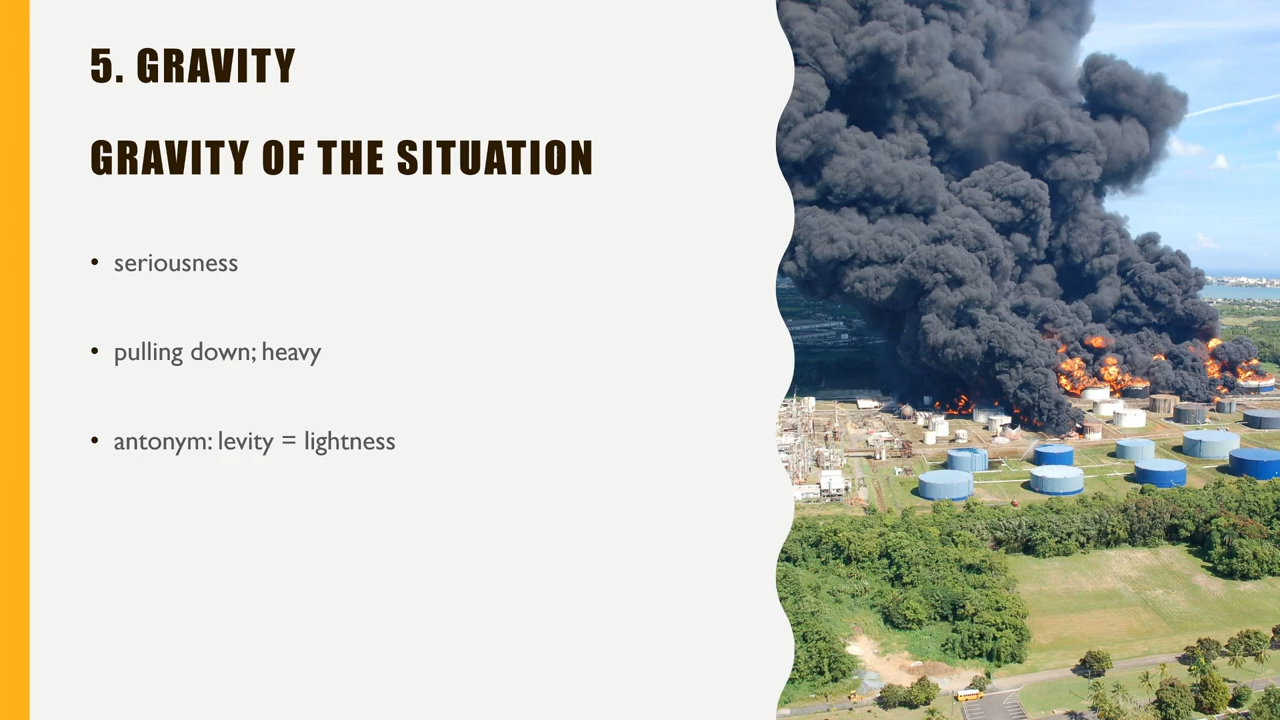 5. GRAVITY
GRAVITY OF THE SITUATION
• seriousness
• pulling down; heavy
• antonym: levity = lightness